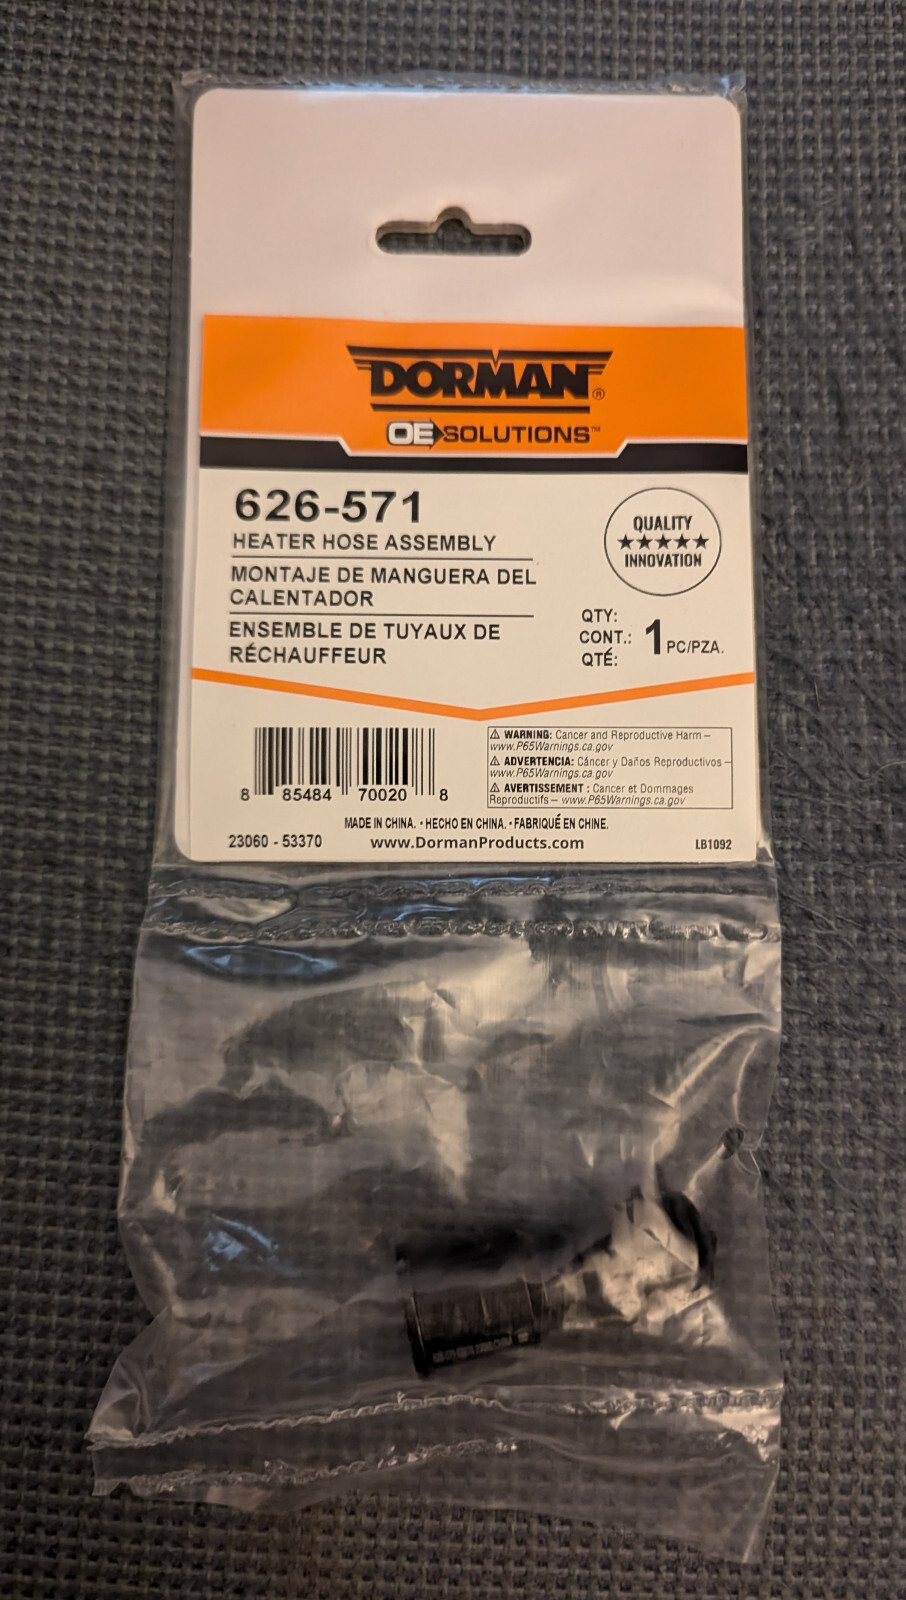 DORMAN®
OE SOLUTIONS™
626-571
HEATER HOSE ASSEMBLY
MONTAJE DE MANGUERA DEL
CALENTADOR
ENSEMBLE DE TUYAUX DE
RÉCHAUFFEUR
QUALITY
★★★★★
INNOVATION
QTY:
CONT.: 1 PC/PZA.
QTÉ:
8 85484 70020 8
⚠ WARNING: Cancer and Reproductive Harm –
www.P65Warnings.ca.gov
⚠ ADVERTENCIA: Cáncer y Daños Reproductivos –
www.P65Warnings.ca.gov
⚠ AVERTISSEMENT : Cancer et Dommages
Reproductifs – www.P65Warnings.ca.gov
MADE IN CHINA. • HECHO EN CHINA. • FABRIQUÉ EN CHINE.
23060 - 53370 www.DormanProducts.com LB1092